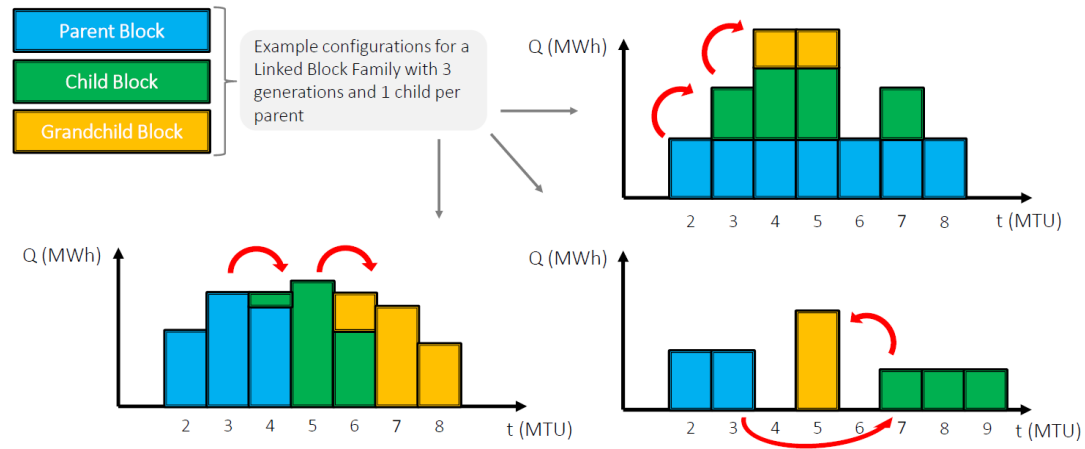 Parent Block
Child Block
Grandchild Block
Example configurations for a
Linked Block Family with 3
generations and 1 child per
parent
Q (MWh)
2 3 4 5 6 7 8
t (MTU)
Q (MWh)
2 3 4 5 6 7 8
t (MTU)
Q (MWh)
2 3 4 5 6 7 8 9
t (MTU)